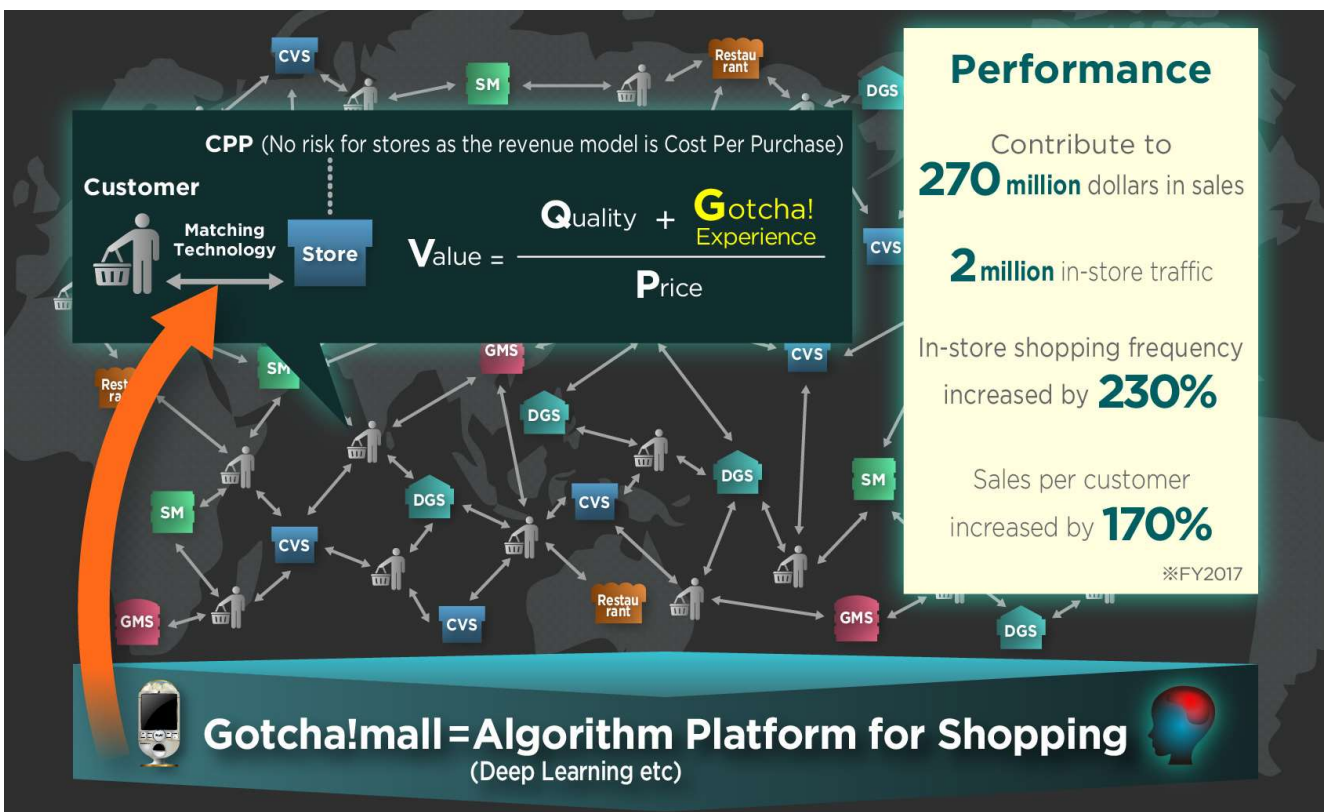 CVS
SM
Restau
rant
DGS
CPP (No risk for stores as the revenue model is Cost Per Purchase)
Customer
Matching
Technology
Store
Value = Quality + Gotcha!
Experience
Price
CVS
Performance
Contribute to
270 million dollars in sales
2 million in-store traffic
In-store shopping frequency
increased by 230%
Sales per customer
increased by 170%
※FY2017
SM
GMS
CVS
Restau
rant
DGS
SM
DGS
CVS
DGS
SM
CVS
GMS
CVS
Restau
rant
GMS
DGS
Gotcha!mall=Algorithm Platform for Shopping
(Deep Learning etc)